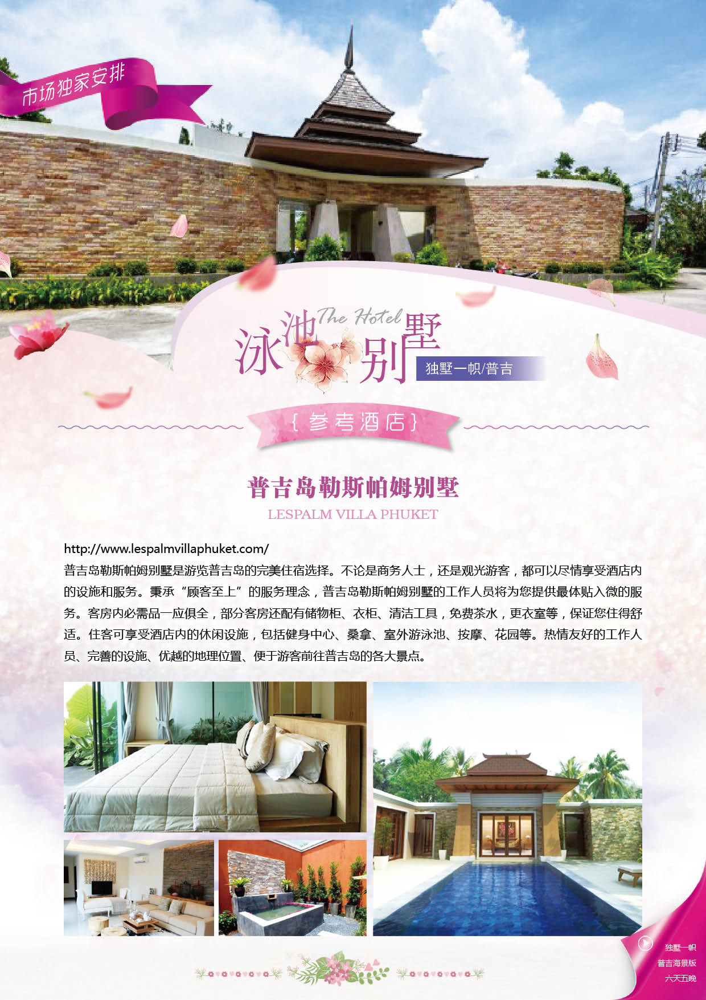 市场独家安排
The Hotel
泳池别墅
独墅一帜/普吉
{ 参考酒店 }
普吉岛勒斯帕姆别墅
LESPALM VILLA PHUKET
http://www.lespalmvillaphuket.com/
普吉岛勒斯帕姆别墅是游览普吉岛的完美住宿选择。不论是商务人士，还是观光游客，都可以尽情享受酒店内
的设施和服务。秉承“顾客至上”的服务理念，普吉岛勒斯帕姆别墅的工作人员将为您提供最体贴入微的服
务。客房内必需品一应俱全，部分客房还配有储物柜、衣柜、清洁工具，免费茶水，更衣室等，保证您住得舒
适。住客可享受酒店内的休闲设施，包括健身中心、桑拿、室外游泳池、按摩、花园等。热情友好的工作人
员、完善的设施、优越的地理位置、便于游客前往普吉岛的各大景点。
独墅一帜
普吉海景版
六天五晚